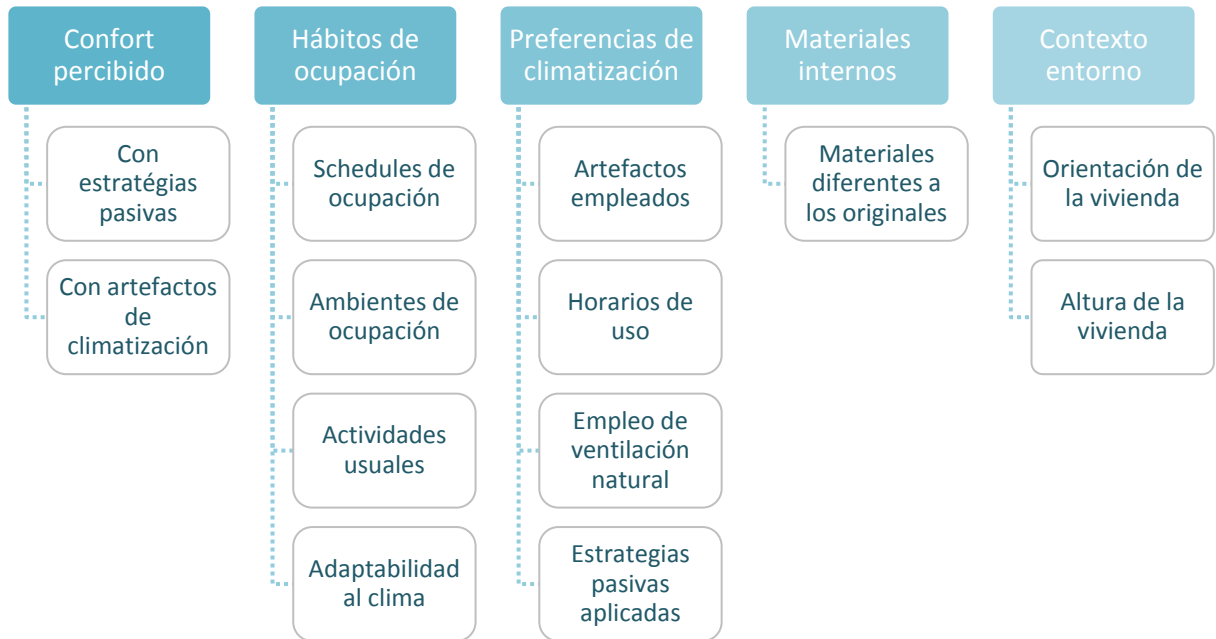 Confort
percibido
Con
estratégias
pasivas
Con artefactos
de
climatización
Hábitos de
ocupación
Schedules de
ocupación
Ambientes de
ocupación
Actividades
usuales
Adaptabilidad
al clima
Preferencias de
climatización
Artefactos
empleados
Horarios de
uso
Empleo de
ventilación
natural
Estrategias
pasivas
aplicadas
Materiales
internos
Materiales
diferentes a
los originales
Contexto
entorno
Orientación de
la vivienda
Altura de la
vivienda